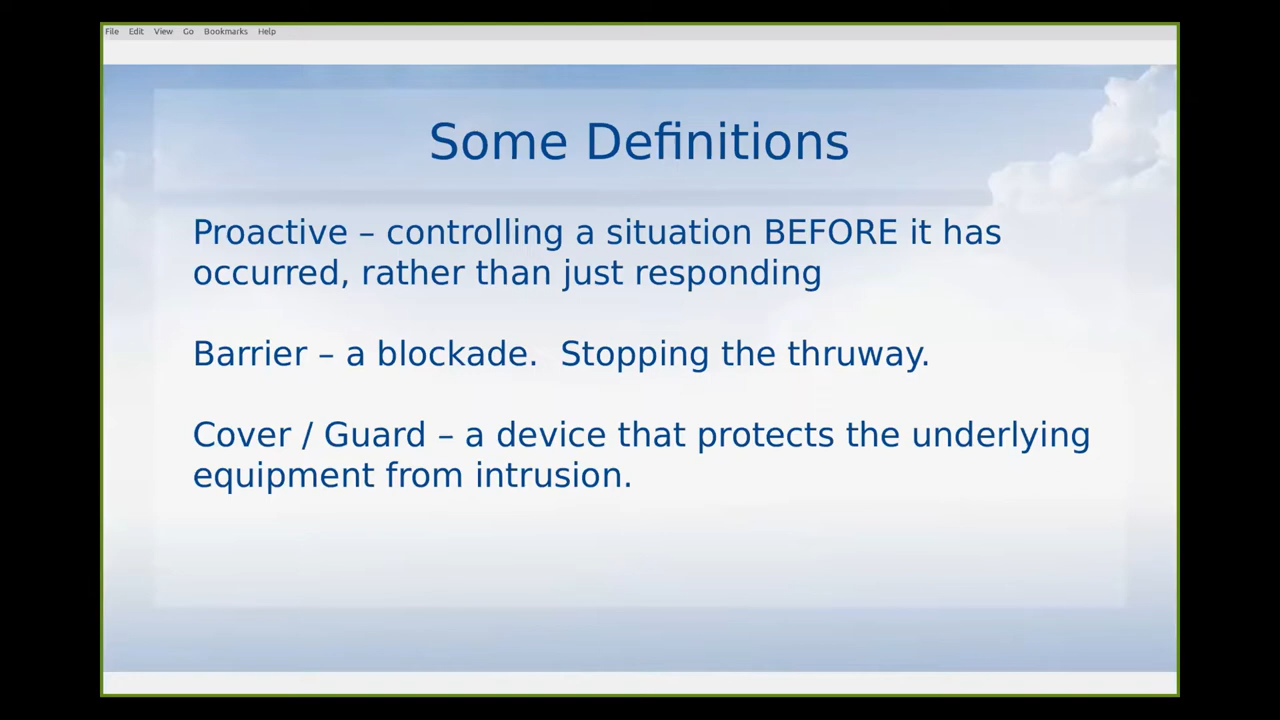 File Edit View Go Bookmarks Help
Some Definitions
Proactive – controlling a situation BEFORE it has
occurred, rather than just responding
Barrier – a blockade.  Stopping the thruway.
Cover / Guard – a device that protects the underlying
equipment from intrusion.